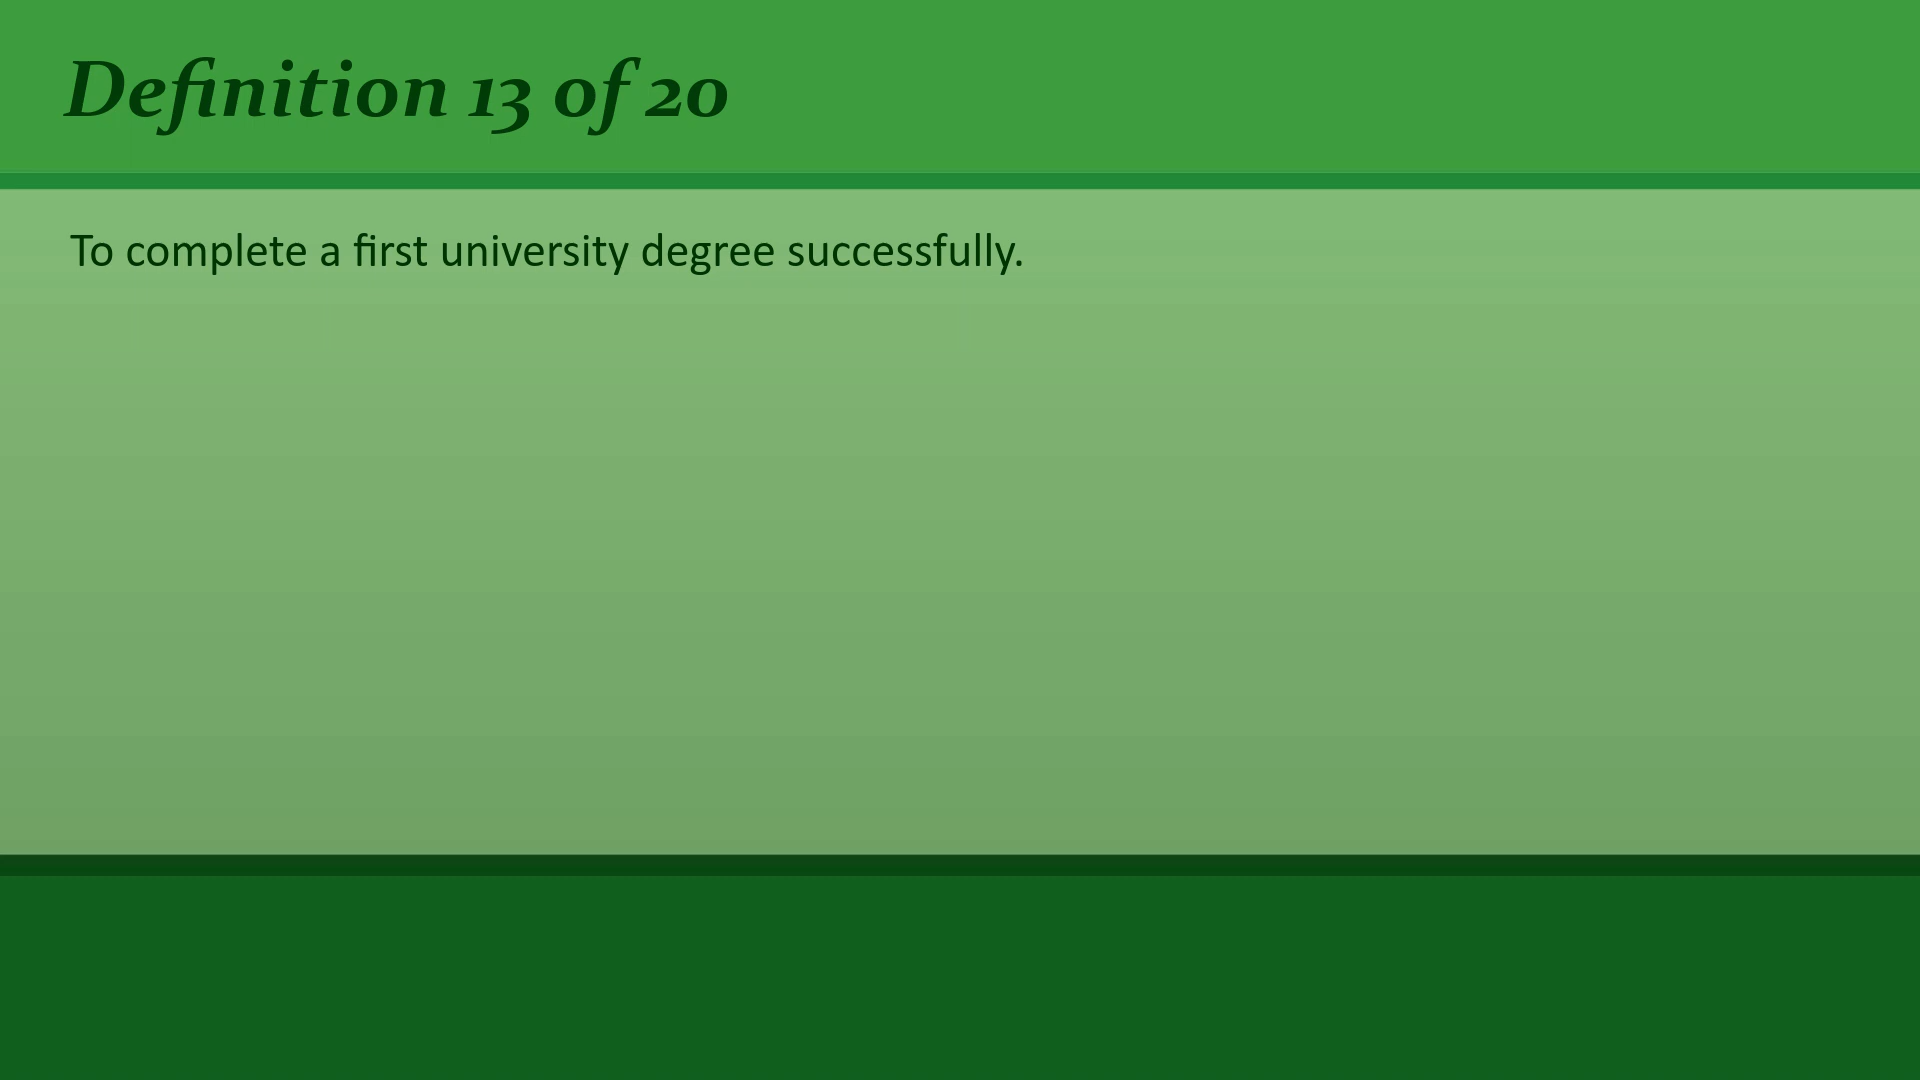 Definition 13 of 20
To complete a first university degree successfully.